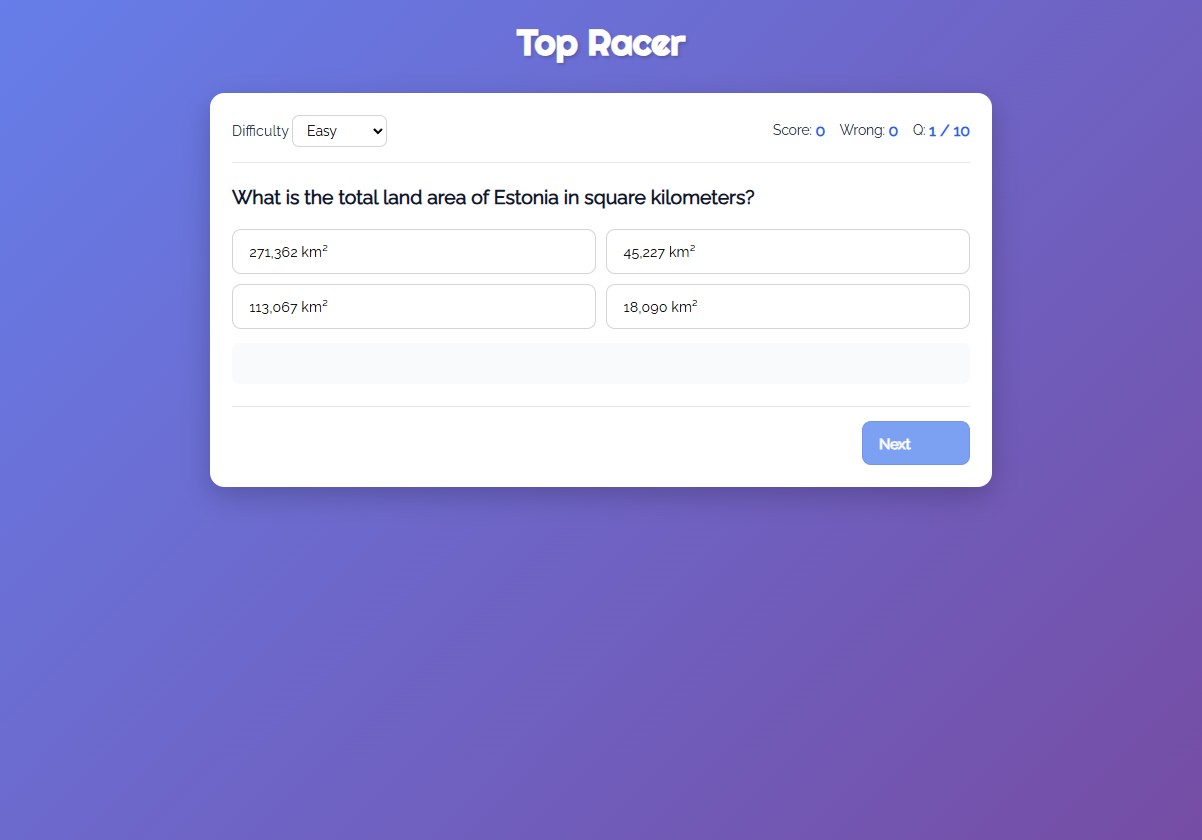 Top Racer
Difficulty Easy Score: 0 Wrong: 0 Q: 1 / 10
What is the total land area of Estonia in square kilometers?
271,362 km² 45,227 km²
113,067 km² 18,090 km²
Next